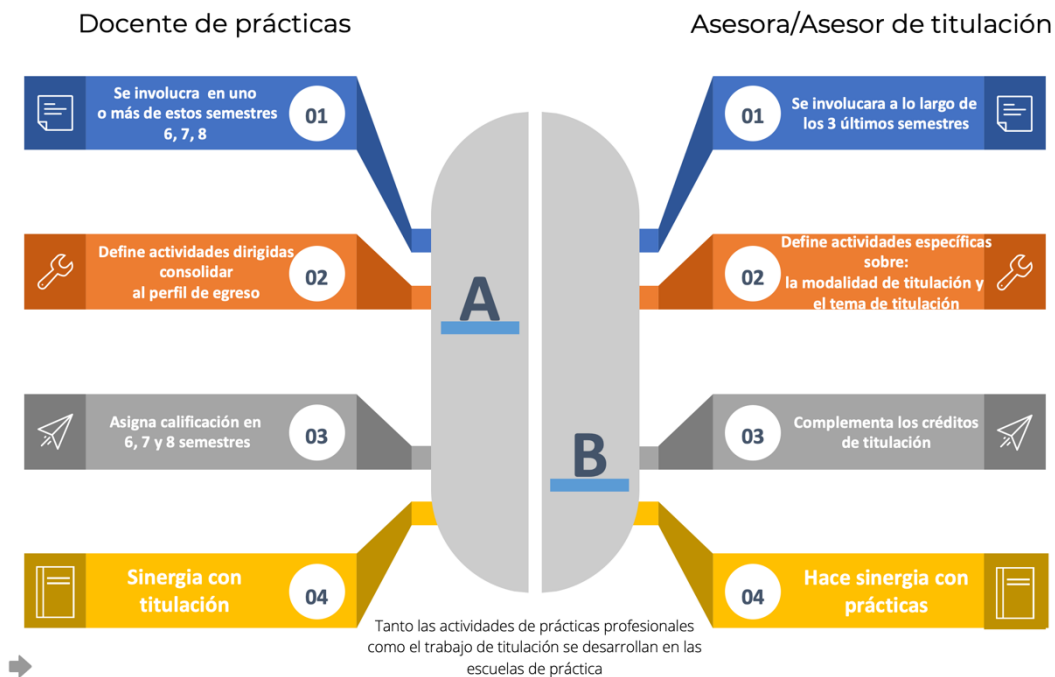 Docente de prácticas
Se involucra en uno
o más de estos semestres
6, 7, 8
01
Define actividades dirigidas
consolidar
al perfil de egreso
02
Asigna calificación en
6, 7 y 8 semestres
03
Sinergia con
titulación
04
A
B
Asesora/Asesor de titulación
01
Se involucara a lo largo de
los 3 últimos semestres
02
Define actividades específicas
sobre:
la modalidad de titulación y
el tema de titulación
03
Complementa los créditos
de titulación
04
Hace sinergia con
prácticas
Tanto las actividades de prácticas profesionales
como el trabajo de titulación se desarrollan en las
escuelas de práctica